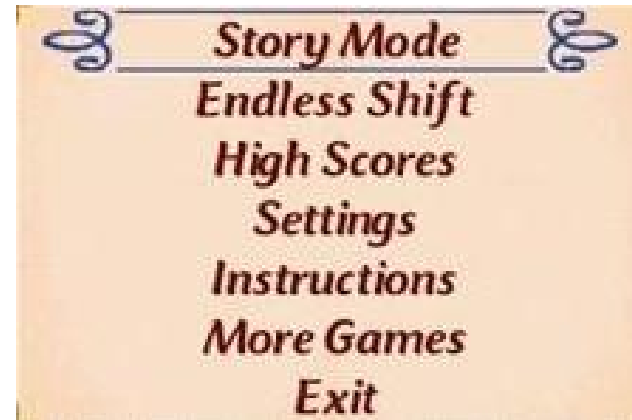 Story Mode
Endless Shift
High Scores
Settings
Instructions
More Games
Exit